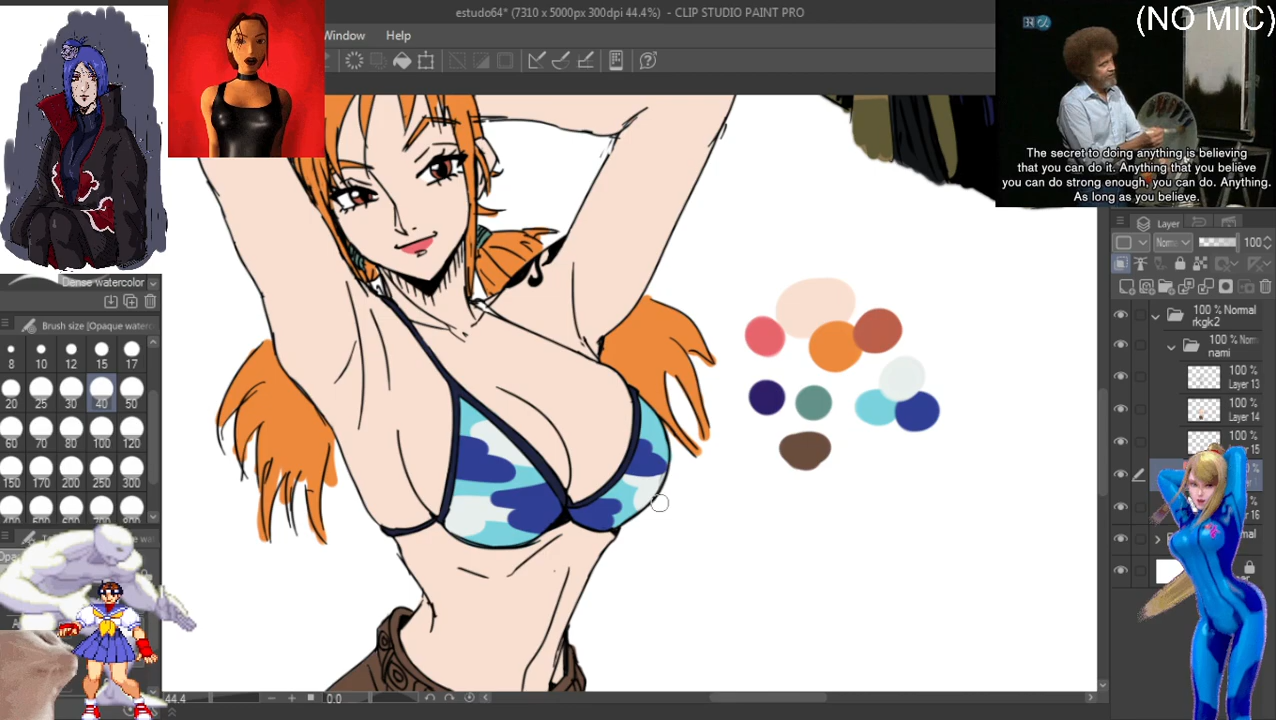 estudo64* (7310 x 5000px 300dpi 44.4%) - CLIP STUDIO PAINT PRO
(NO MIC)
Window Help
The secret to doing anything is believing
that you can do it. Anything that you believe
you can do strong enough, you can do. Anything.
As long as you believe.
Layer
100
Dense watercolor
Brush size [Opaque waterc
8 10 12 15 17
20 25 30 40 50
60 70 80 100 120
150 170 200 250 300
100 % Normal
rkgk2
nami
100 %
Layer 13
100 %
Layer 14
100 %
Layer 15
44.4 0.0